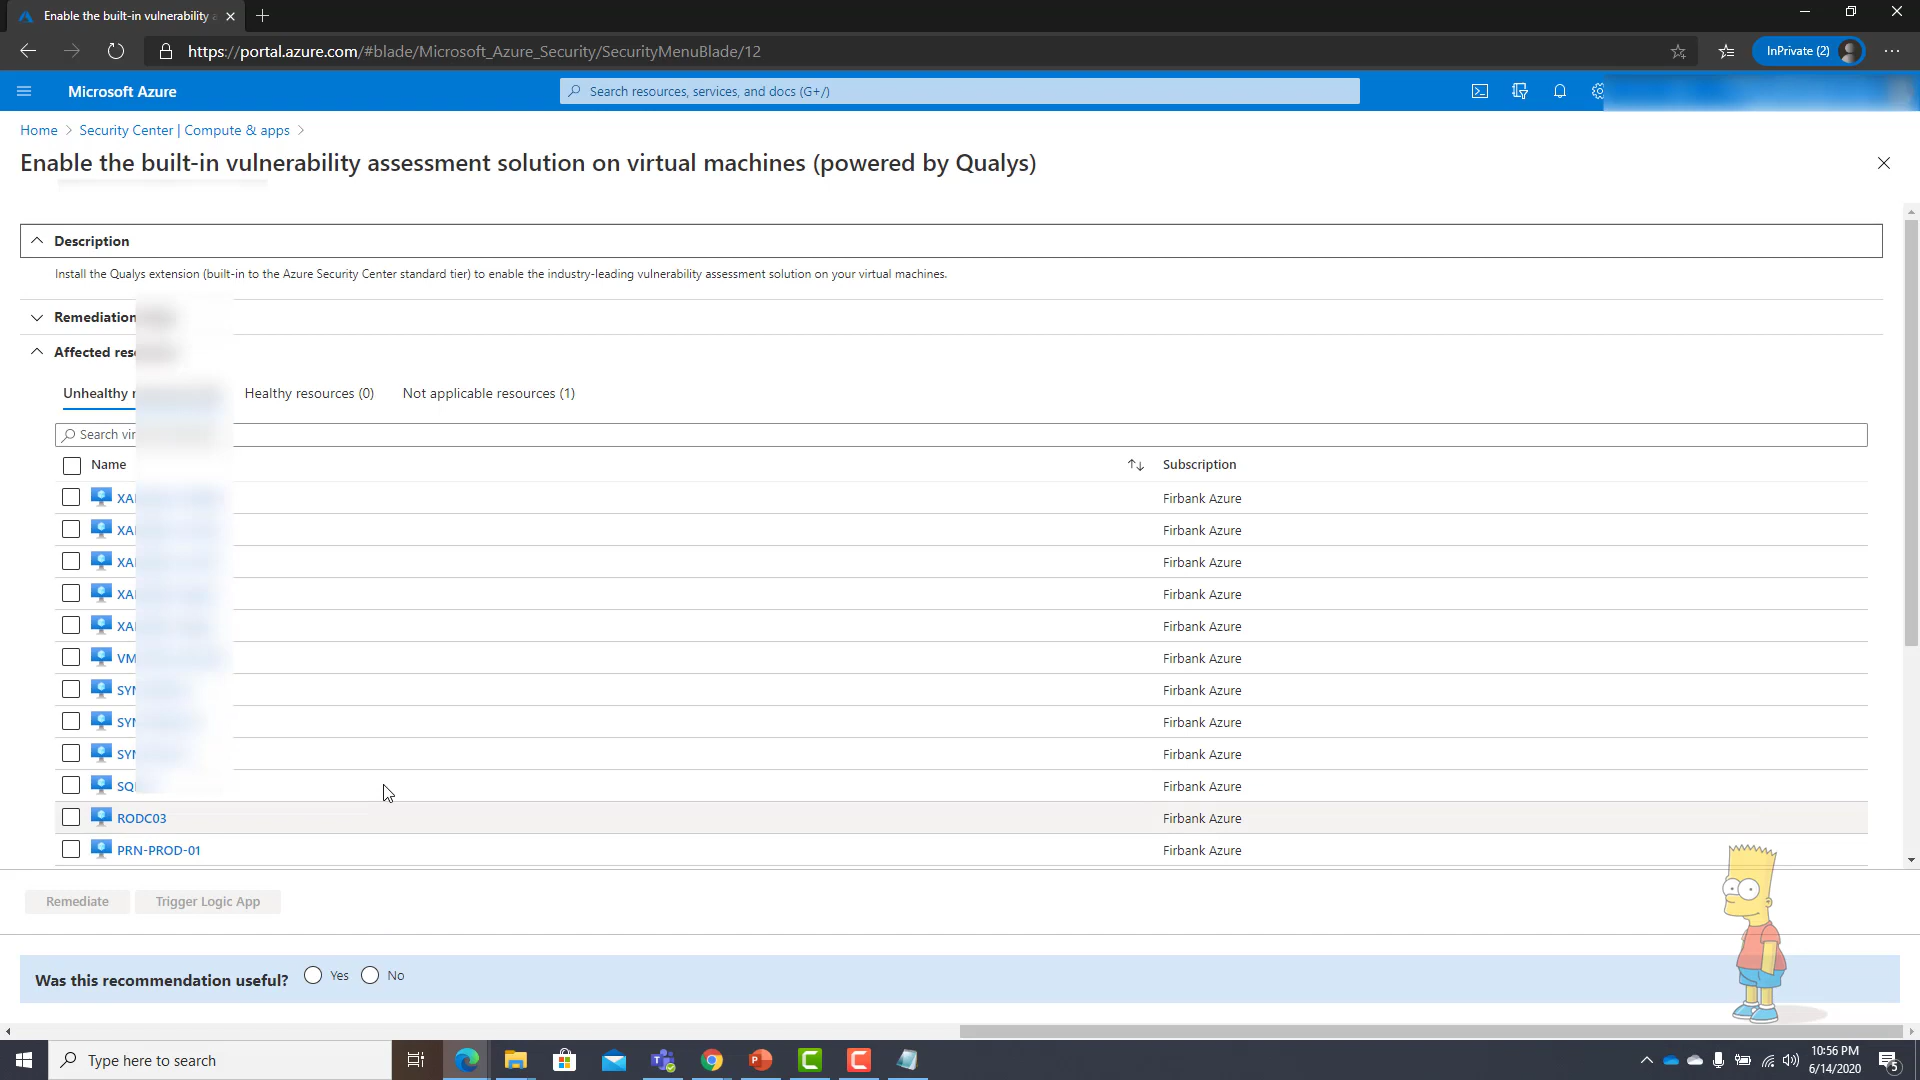 Enable the built-in vulnerability a
https://portal.azure.com/#blade/Microsoft_Azure_Security/SecurityMenuBlade/12
InPrivate (2)
Microsoft Azure
Search resources, services, and docs (G+/)
Home > Security Center | Compute & apps >
Enable the built-in vulnerability assessment solution on virtual machines (powered by Qualys)
Description
Install the Qualys extension (built-in to the Azure Security Center standard tier) to enable the industry-leading vulnerability assessment solution on your virtual machines.
Remediation
Affected
Unhealthy Healthy resources (0) Not applicable resources (1)
Search
Name Subscription
XA Firbank Azure
XA Firbank Azure
XA Firbank Azure
XA Firbank Azure
XA Firbank Azure
VM Firbank Azure
SYN Firbank Azure
SYN Firbank Azure
SYN Firbank Azure
SQ Firbank Azure
RODC03 Firbank Azure
PRN-PROD-01 Firbank Azure
Remediate Trigger Logic App
Was this recommendation useful? Yes No
Type here to search
10:56 PM
6/14/2020
5